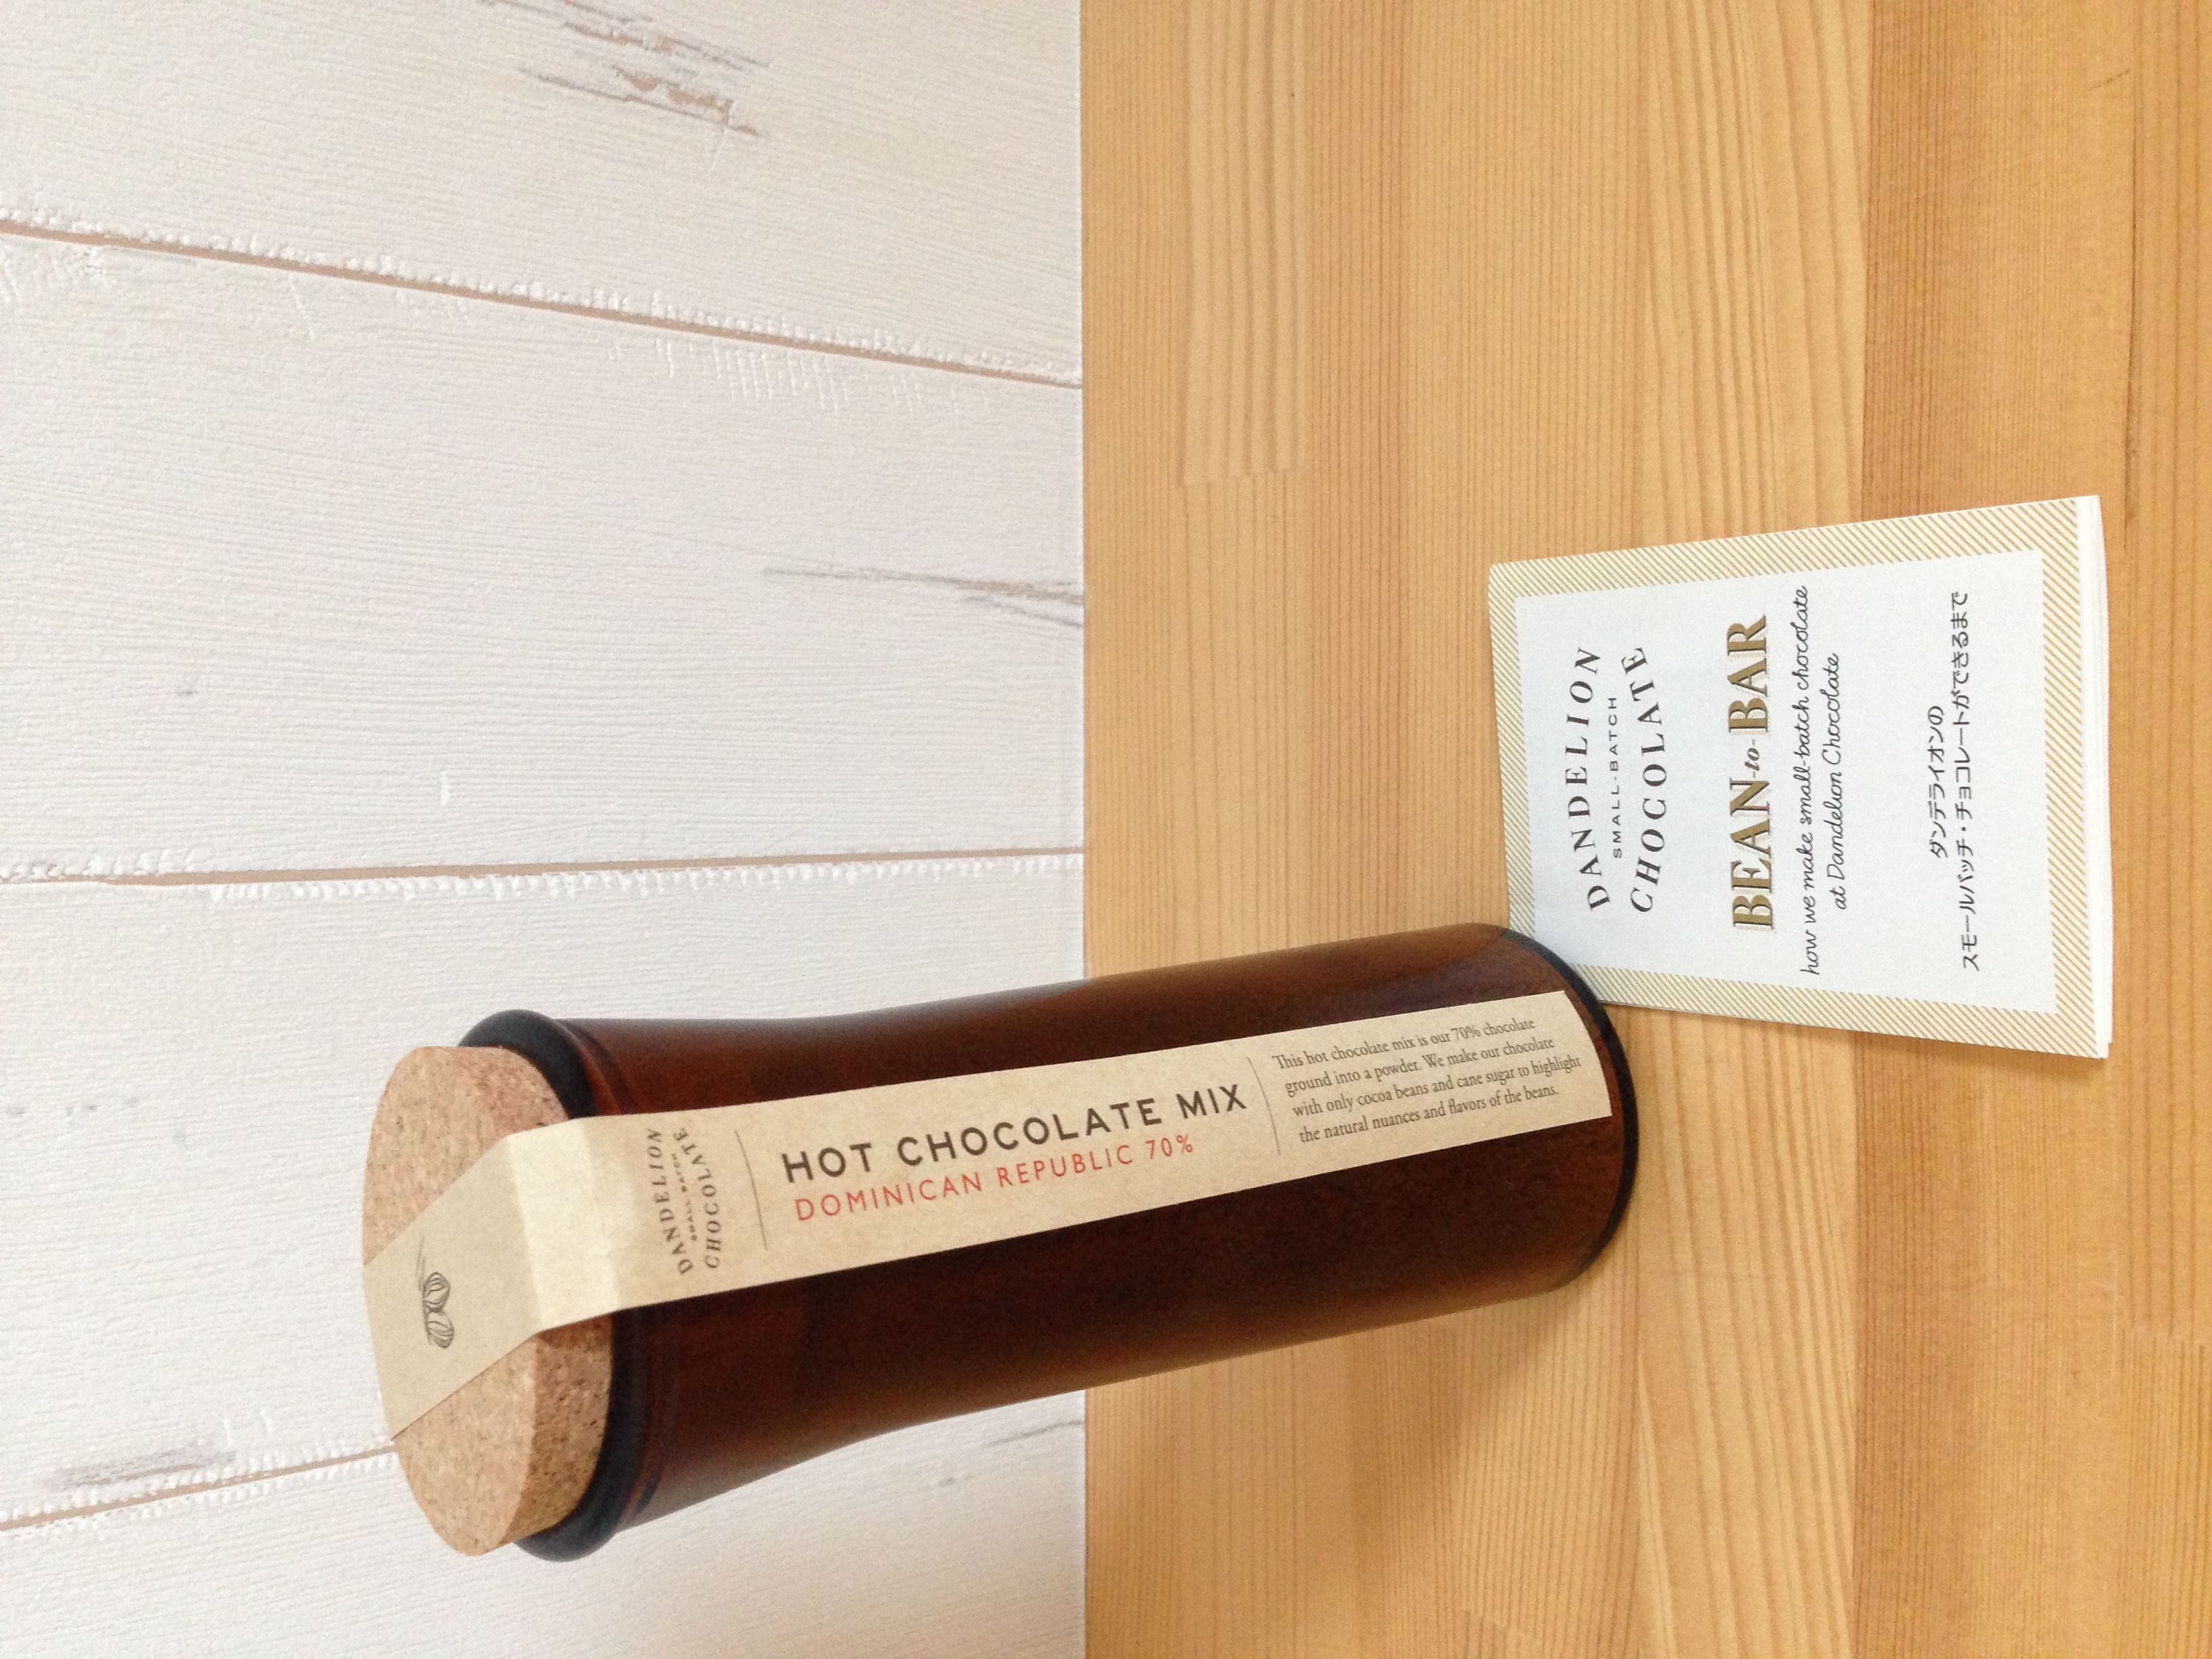 DANDELION
SMALL-BATCH
CHOCOLATE
HOT CHOCOLATE MIX
DOMINICAN REPUBLIC 70%
This hot chocolate mix is our 70% chocolate
ground into a powder. We make our chocolate
with only cocoa beans and cane sugar to highlight
the natural nuances and flavors of the beans.
DANDELION
SMALL-BATCH
CHOCOLATE
BEAN-to-BAR
how we make small-batch chocolate
at Dandelion Chocolate
ダンデライオンの
スモールバッチ・チョコレートができるまで